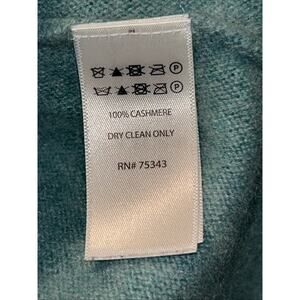 100% CASHMERE
DRY CLEAN ONLY
RN# 75343